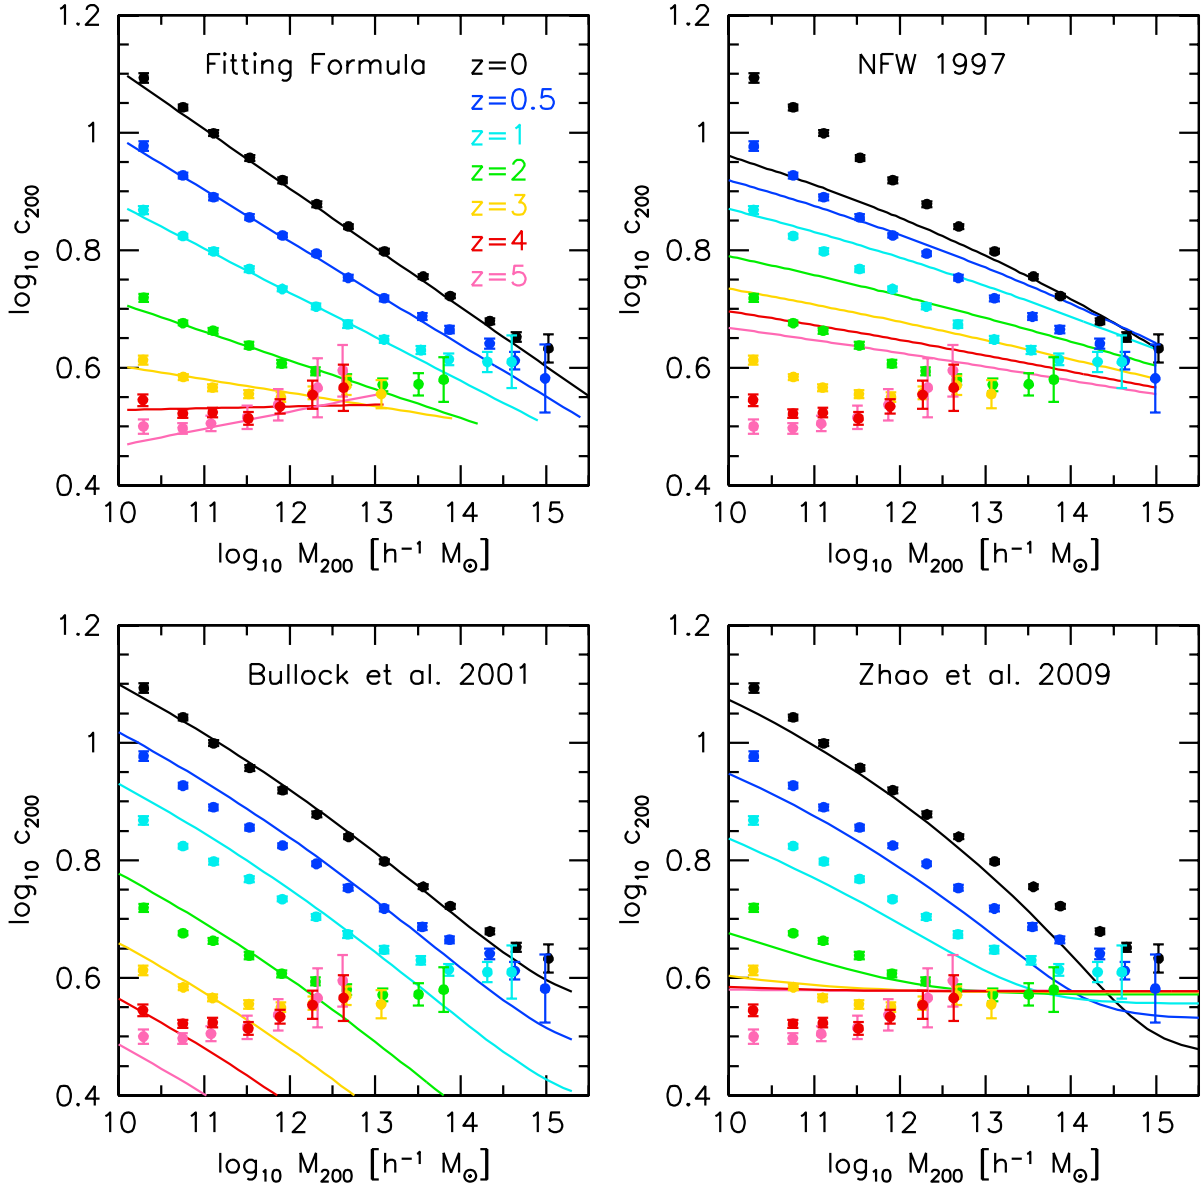 1.2
1
0.8
0.6
0.4
log₁₀ c₂₀₀
Fitting Formula
z=0
z=0.5
z=1
z=2
z=3
z=4
z=5
10 11 12 13 14 15
log₁₀ M₂₀₀ [h⁻¹ M⊙]
1.2
1
0.8
0.6
0.4
log₁₀ c₂₀₀
NFW 1997
10 11 12 13 14 15
log₁₀ M₂₀₀ [h⁻¹ M⊙]
1.2
1
0.8
0.6
0.4
log₁₀ c₂₀₀
Bullock et al. 2001
10 11 12 13 14 15
log₁₀ M₂₀₀ [h⁻¹ M⊙]
1.2
1
0.8
0.6
0.4
log₁₀ c₂₀₀
Zhao et al. 2009
10 11 12 13 14 15
log₁₀ M₂₀₀ [h⁻¹ M⊙]